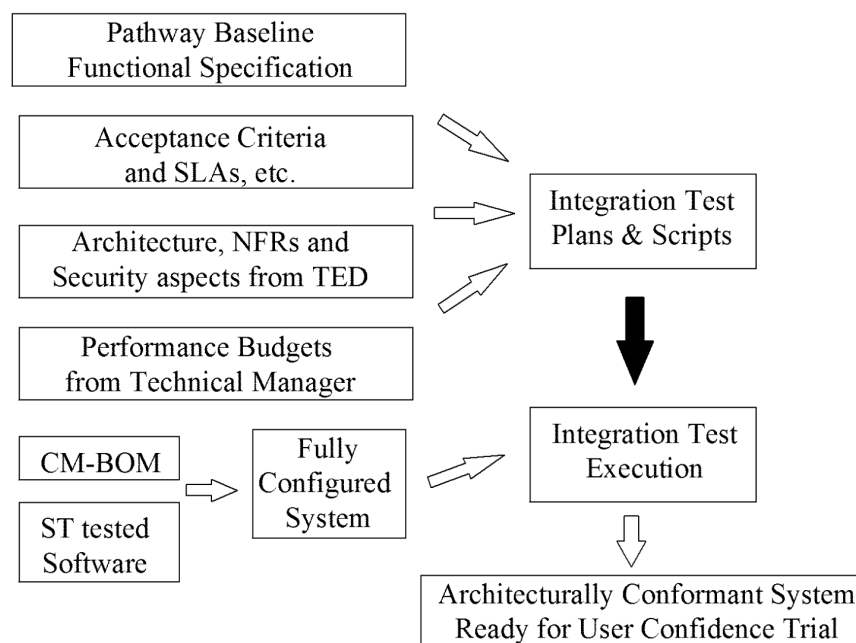 Pathway Baseline
Functional Specification
Acceptance Criteria
and SLAs, etc.
Architecture, NFRs and
Security aspects from TED
Performance Budgets
from Technical Manager
Integration Test
Plans & Scripts
CM-BOM
ST tested
Software
Fully
Configured
System
Integration Test
Execution
Architecturally Conformant System
Ready for User Confidence Trial